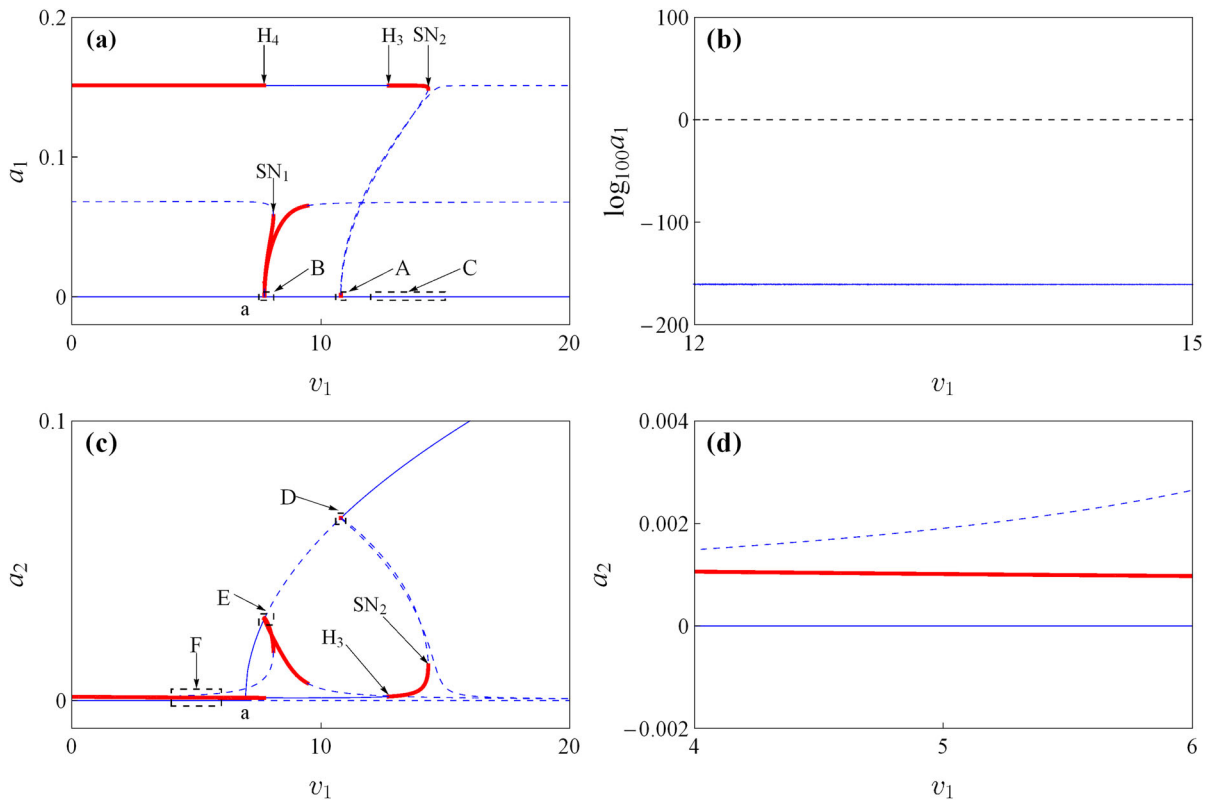 (a)
H₄
H₃
SN₂
SN₁
B
A
C
a
0.2
0.1
0
0
10
20
a₁
v₁
(b)
100
0
−100
−200
12
15
log₁₀₀a₁
v₁
(c)
D
E
F
H₃
SN₂
a
0.1
0
0
10
20
a₂
v₁
(d)
0.004
0.002
0
−0.002
4
5
6
a₂
v₁